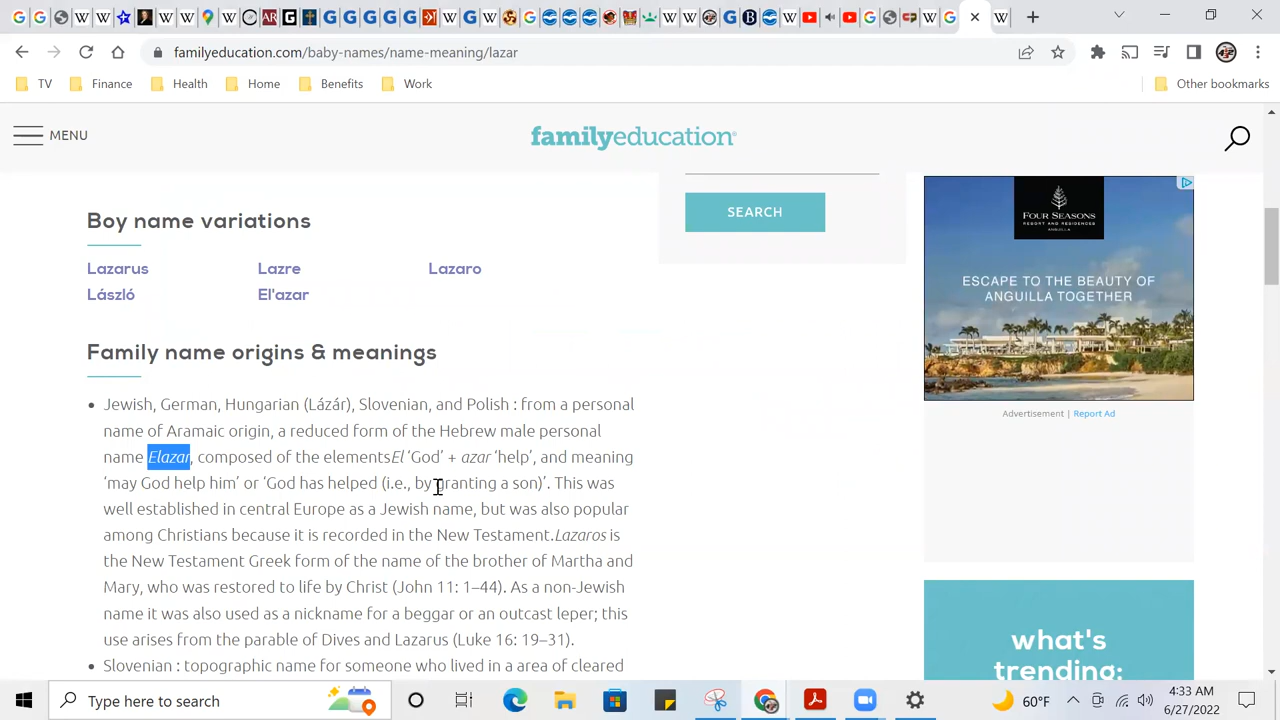 familyeducation.com/baby-names/name-meaning/lazar
TV Finance Health Home Benefits Work Other bookmarks
MENU familyeducation
SEARCH
Boy name variations
Lazarus Lazre Lazaro
László El'azar
Family name origins & meanings
• Jewish, German, Hungarian (Lázár), Slovenian, and Polish : from a personal
name of Aramaic origin, a reduced form of the Hebrew male personal
name Elazar, composed of the elementsEl ‘God’ + azar ‘help’, and meaning
‘may God help him’ or ‘God has helped (i.e., by granting a son)’. This was
well established in central Europe as a Jewish name, but was also popular
among Christians because it is recorded in the New Testament.Lazaros is
the New Testament Greek form of the name of the brother of Martha and
Mary, who was restored to life by Christ (John 11: 1–44). As a non-Jewish
name it was also used as a nickname for a beggar or an outcast leper; this
use arises from the parable of Dives and Lazarus (Luke 16: 19–31).
• Slovenian : topographic name for someone who lived in a area of cleared
FOUR SEASONS
RESORT AND RESIDENCES
ANGUILLA
ESCAPE TO THE BEAUTY OF
ANGUILLA TOGETHER
Advertisement | Report Ad
what's
trending:
Type here to search
60°F
4:33 AM
6/27/2022